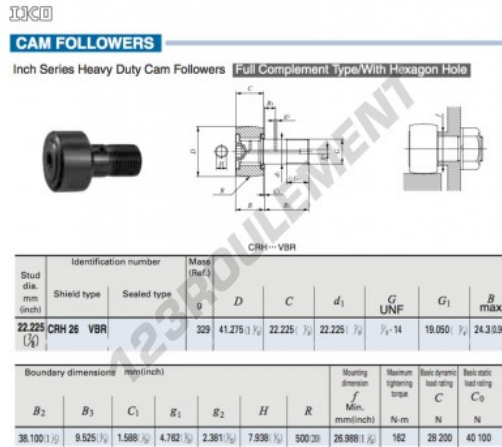 IKO
CAM FOLLOWERS
Inch Series Heavy Duty Cam Followers Full Complement Type/With Hexagon Hole
CRH···VBR
Stud dia. mm (inch) Identification number Mass (Ref.) g
Shield type Sealed type D C d1 G UNF G1 B max
22.225 (7/8) CRH 26 VBR 329 41.275 (1 5/8) 22.225 (7/8) 22.225 (7/8) 7/8-14 19.050 (3/4) 24.3
Boundary dimensions mm(inch) Mounting dimension f Min. mm(inch) Maximum tightening torque N-m Basic dynamic load rating C N Basic static load rating C0 N
B2 B3 C1 g1 g2 H R
38.100(1 1/2) 9.525(3/8) 1.588(1/16) 4.762(3/16) 2.381(3/32) 7.938(5/16) 500(20) 26.988 162 28 200 40 100
123ROULEMENT